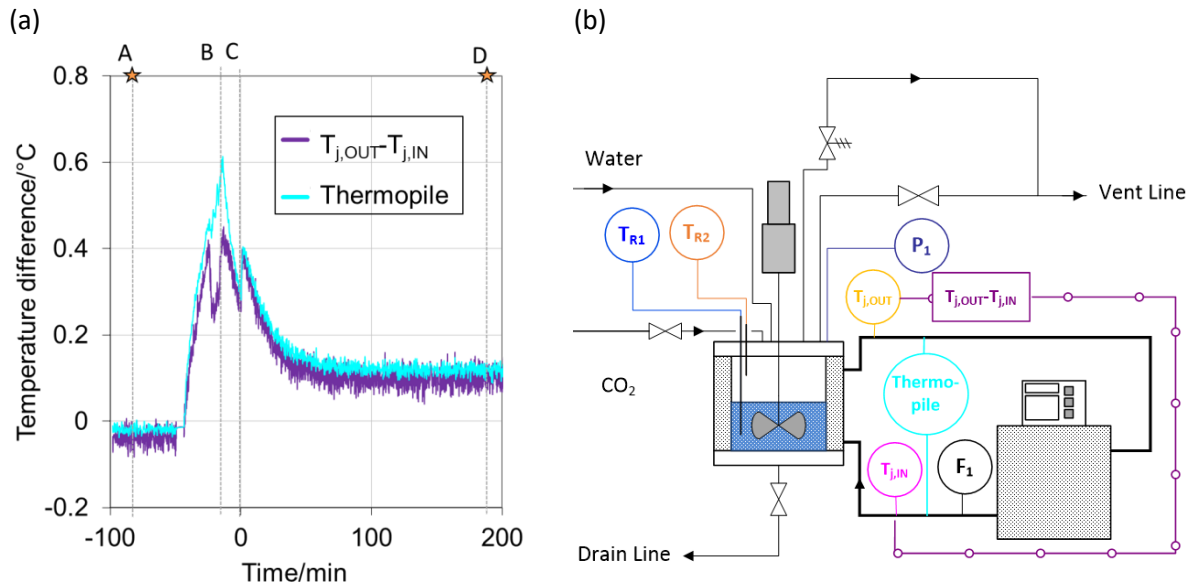 (a)
A B C D
0.8
0.6
0.4
0.2
0
-0.2
-100 0 100 200
Temperature difference/°C
Time/min
Tj,OUT-Tj,IN
Thermopile
(b)
Water
Vent Line
TR1
TR2
P1
Tj,OUT
Tj,OUT-Tj,IN
CO2
Thermo-
pile
Tj,IN
F1
Drain Line